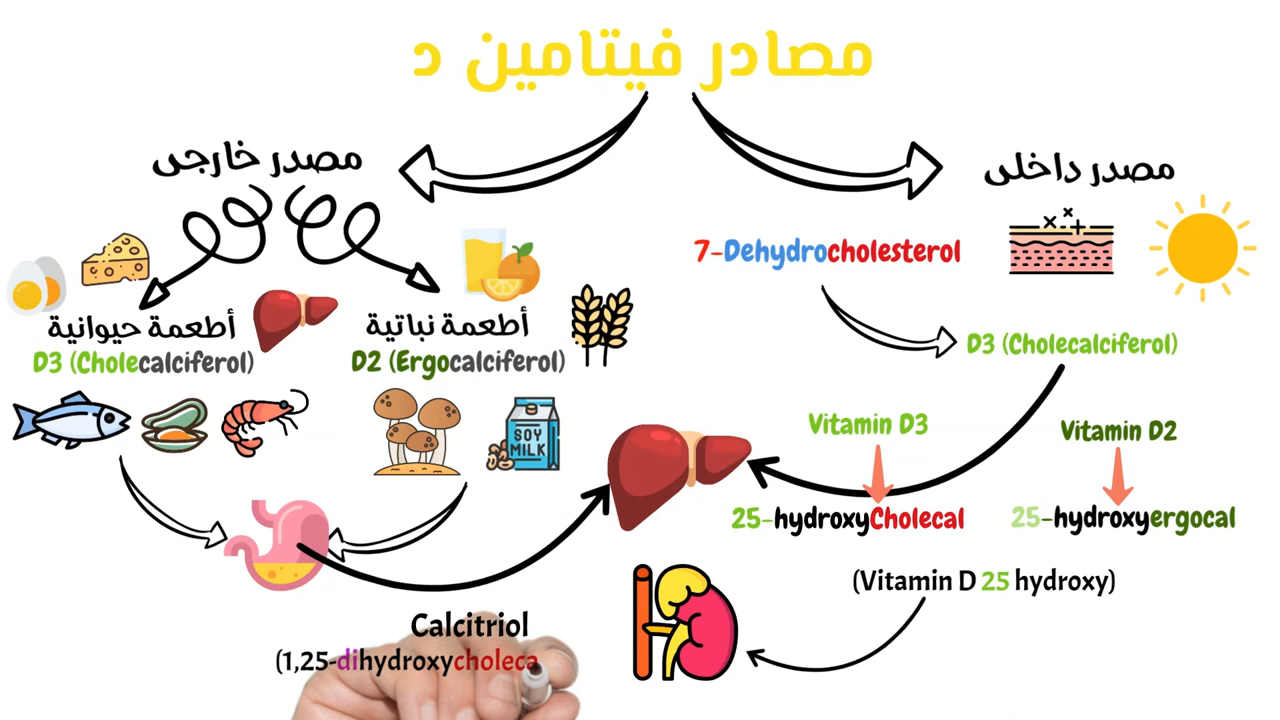 مصادر فيتامين د
مصدر خارجى
مصدر داخلى
7-Dehydrocholesterol
أطعمة حيوانية
D3 (Cholecalciferol)
أطعمة نباتية
D2 (Ergocalciferol)
D3 (Cholecalciferol)
SOY
MILK
Vitamin D3
Vitamin D2
25-hydroxyCholecal
25-hydroxyergocal
(Vitamin D 25 hydroxy)
Calcitriol
(1,25-dihydroxycholeca